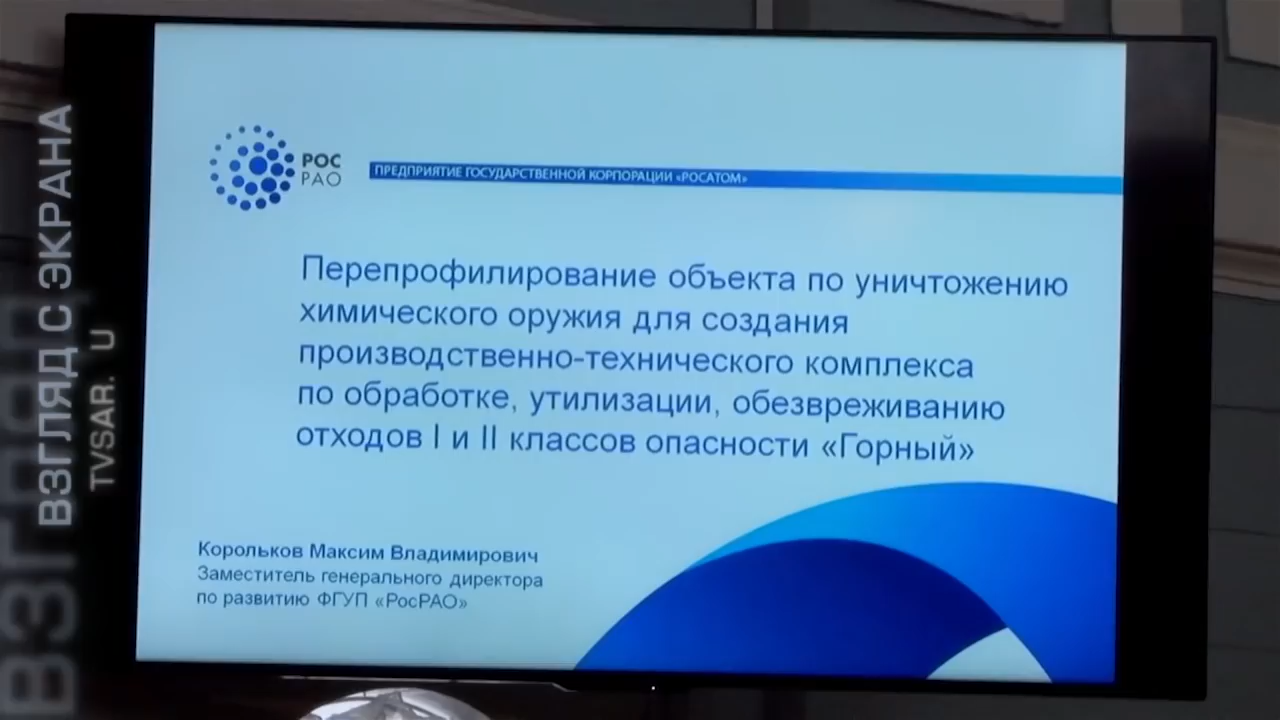 РОС
РАО
ПРЕДПРИЯТИЕ ГОСУДАРСТВЕННОЙ КОРПОРАЦИИ «РОСАТОМ»
Перепрофилирование объекта по уничтожению
химического оружия для создания
производственно-технического комплекса
по обработке, утилизации, обезвреживанию
отходов I и II классов опасности «Горный»
Корольков Максим Владимирович
Заместитель генерального директора
по развитию ФГУП «РосРАО»
ВЗГЛЯД С ЭКРАНА
TVSAR. U
ВЗГЛЯД